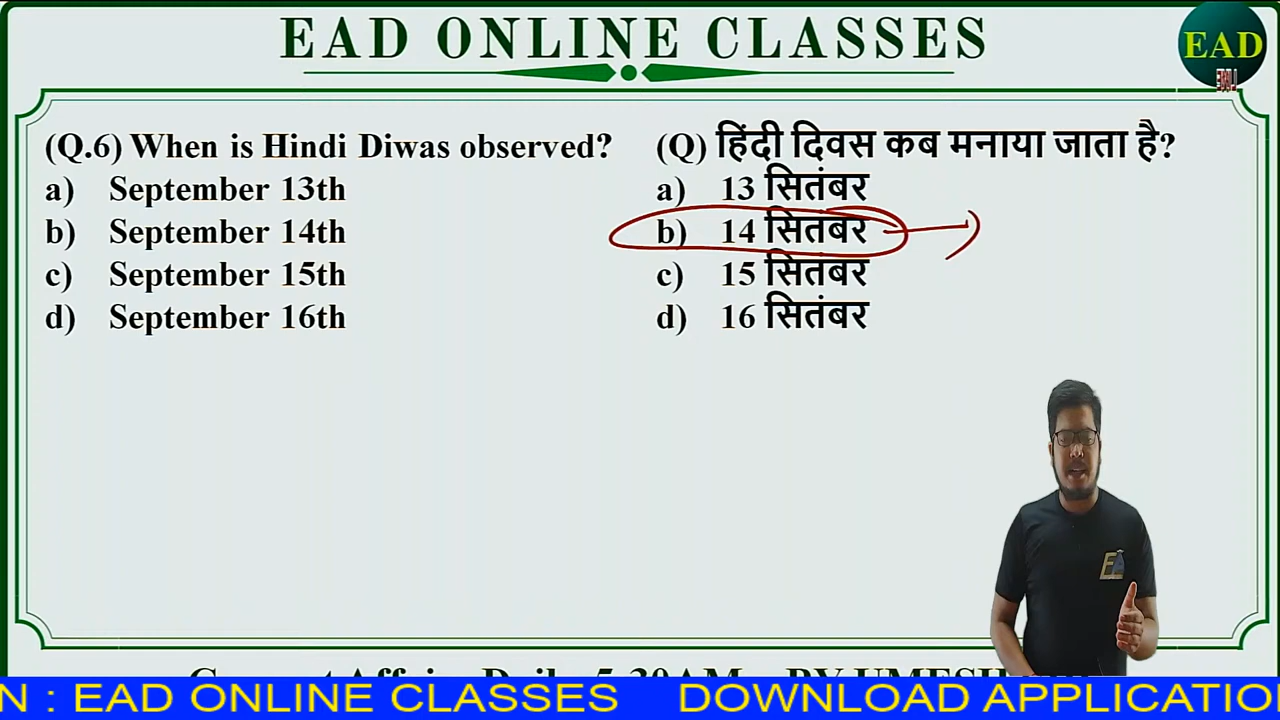 EAD ONLINE CLASSES
EAD
(Q.6) When is Hindi Diwas observed?
a) September 13th
b) September 14th
c) September 15th
d) September 16th
(Q) हिंदी दिवस कब मनाया जाता है?
a) 13 सितंबर
b) 14 सितंबर
c) 15 सितंबर
d) 16 सितंबर
N : EAD ONLINE CLASSES DOWNLOAD APPLICATIO